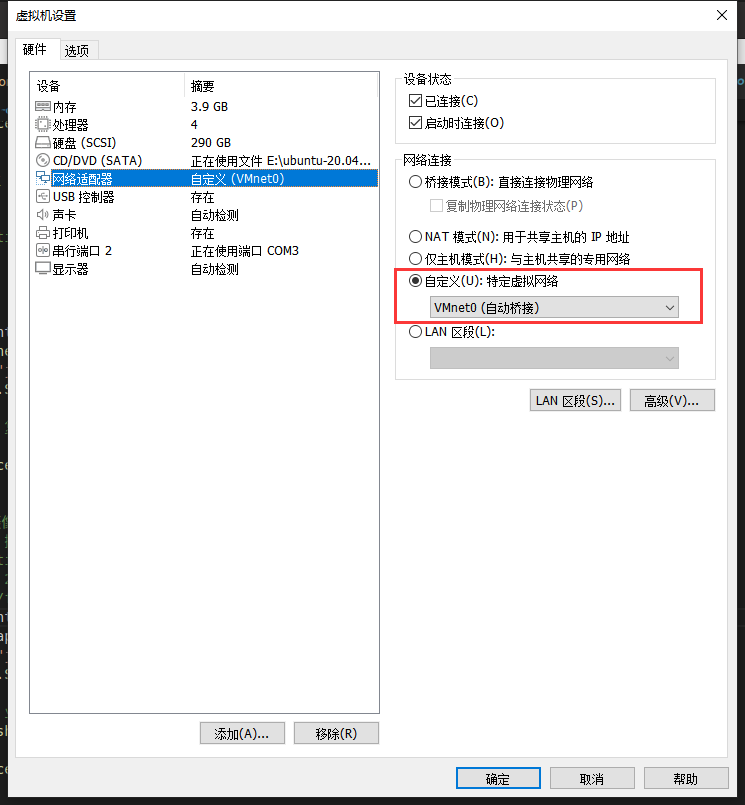 虚拟机设置
硬件 选项
设备 摘要
内存 3.9 GB
处理器 4
硬盘 (SCSI) 290 GB
CD/DVD (SATA) 正在使用文件 E:\ubuntu-20.04...
网络适配器 自定义 (VMnet0)
USB 控制器 存在
声卡 自动检测
打印机 存在
串行端口 2 正在使用端口 COM3
显示器 自动检测
添加(A)... 移除(R)
设备状态
已连接(C)
启动时连接(O)
网络连接
桥接模式(B): 直接连接物理网络
复制物理网络连接状态(P)
NAT 模式(N): 用于共享主机的 IP 地址
仅主机模式(H): 与主机共享的专用网络
自定义(U): 特定虚拟网络
VMnet0 (自动桥接)
LAN 区段(L):
LAN 区段(S)... 高级(V)...
确定 取消 帮助